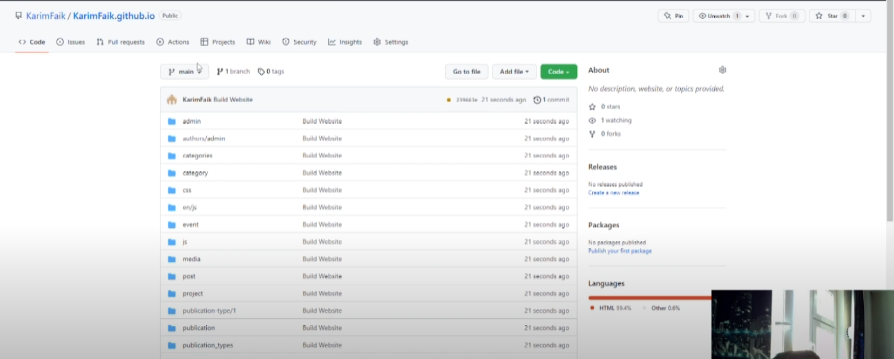 KarimFaik / KarimFaik.github.io Public
Pin Unwatch 1 Fork 0 Star 0
Code Issues Pull requests Actions Projects Wiki Security Insights Settings
main 1 branch 0 tags Go to file Add file Code
KarimFaik Build Website 21 seconds ago 1 commit
admin Build Website 21 seconds ago
authors/admin Build Website 21 seconds ago
categories Build Website 21 seconds ago
category Build Website 21 seconds ago
css Build Website 21 seconds ago
en/js Build Website 21 seconds ago
event Build Website 21 seconds ago
js Build Website 21 seconds ago
media Build Website 21 seconds ago
post Build Website 21 seconds ago
project Build Website 21 seconds ago
publication-type/1 Build Website 21 seconds ago
publication Build Website 21 seconds ago
publication_types Build Website 21 seconds ago
About
No description, website, or topics provided.
0 stars
1 watching
0 forks
Releases
No releases published
Create a new release
Packages
No packages published
Publish your first package
Languages
HTML 99.4% Other 0.6%